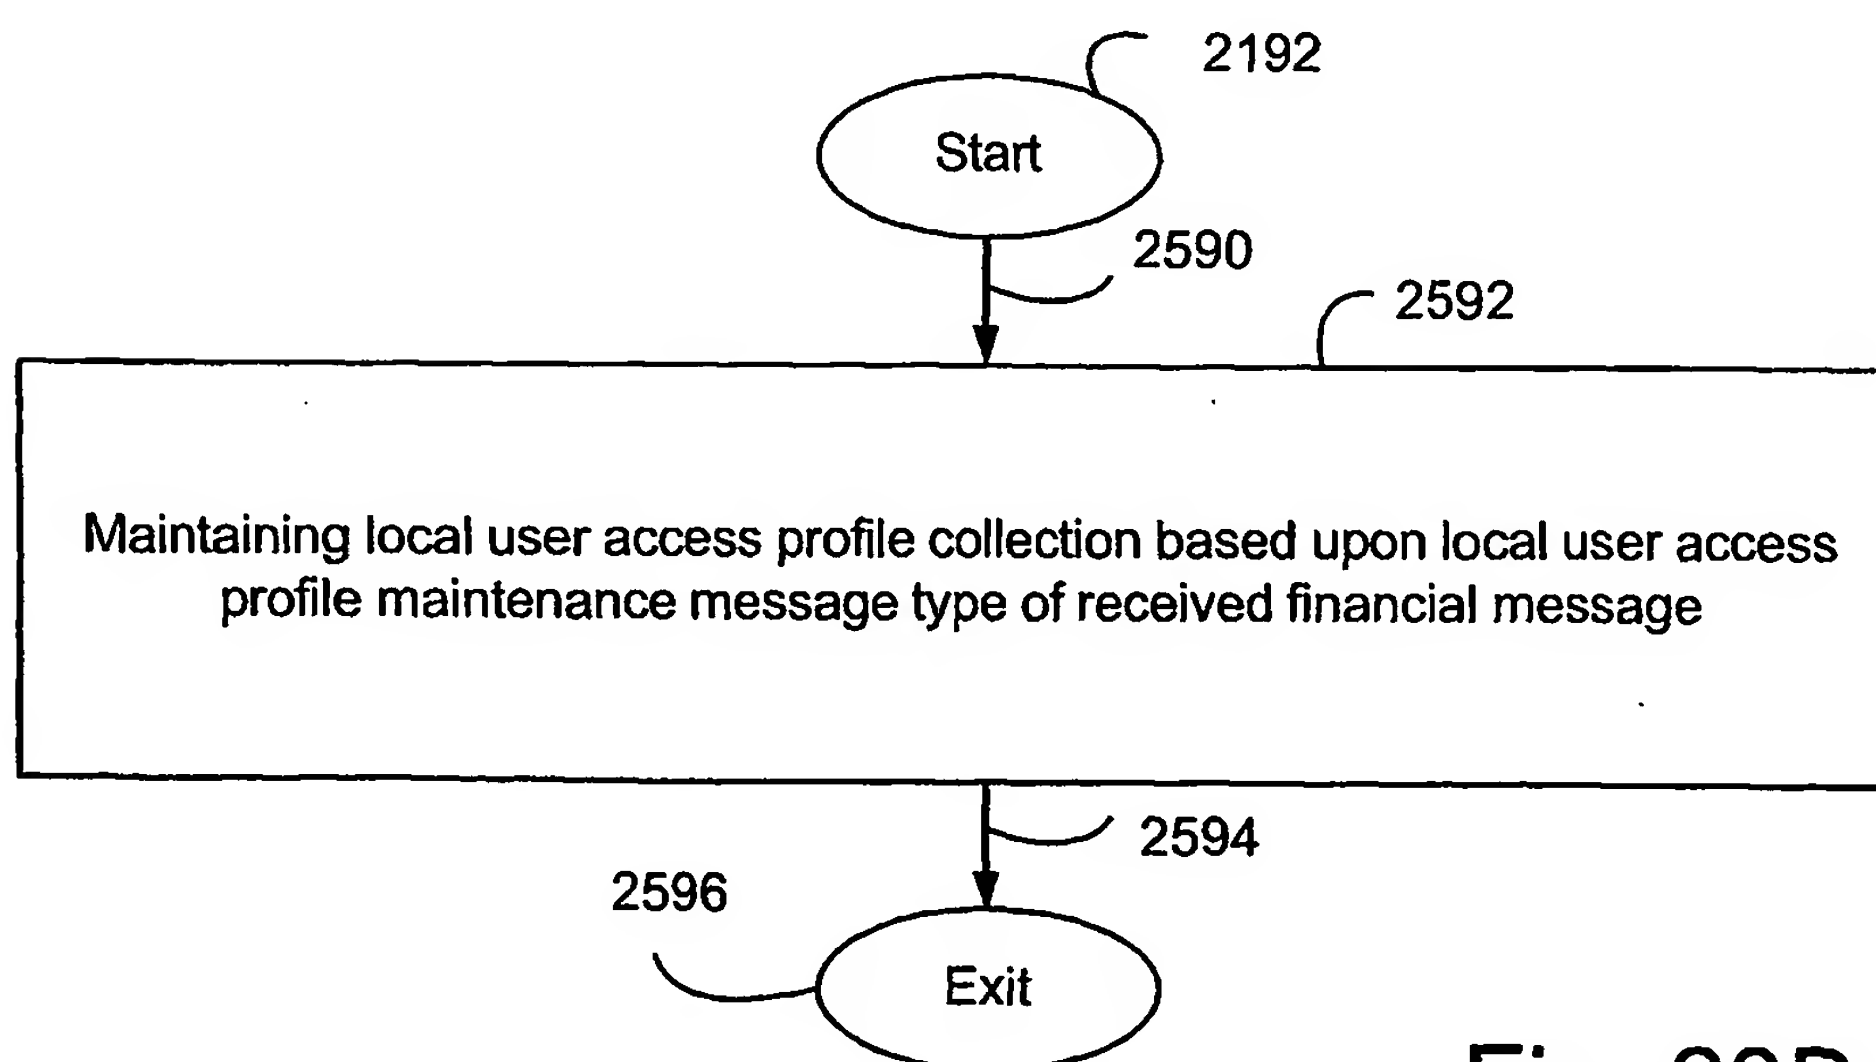 2192
Start
2590
2592
Maintaining local user access profile collection based upon local user access
profile maintenance message type of received financial message
2594
2596
Exit